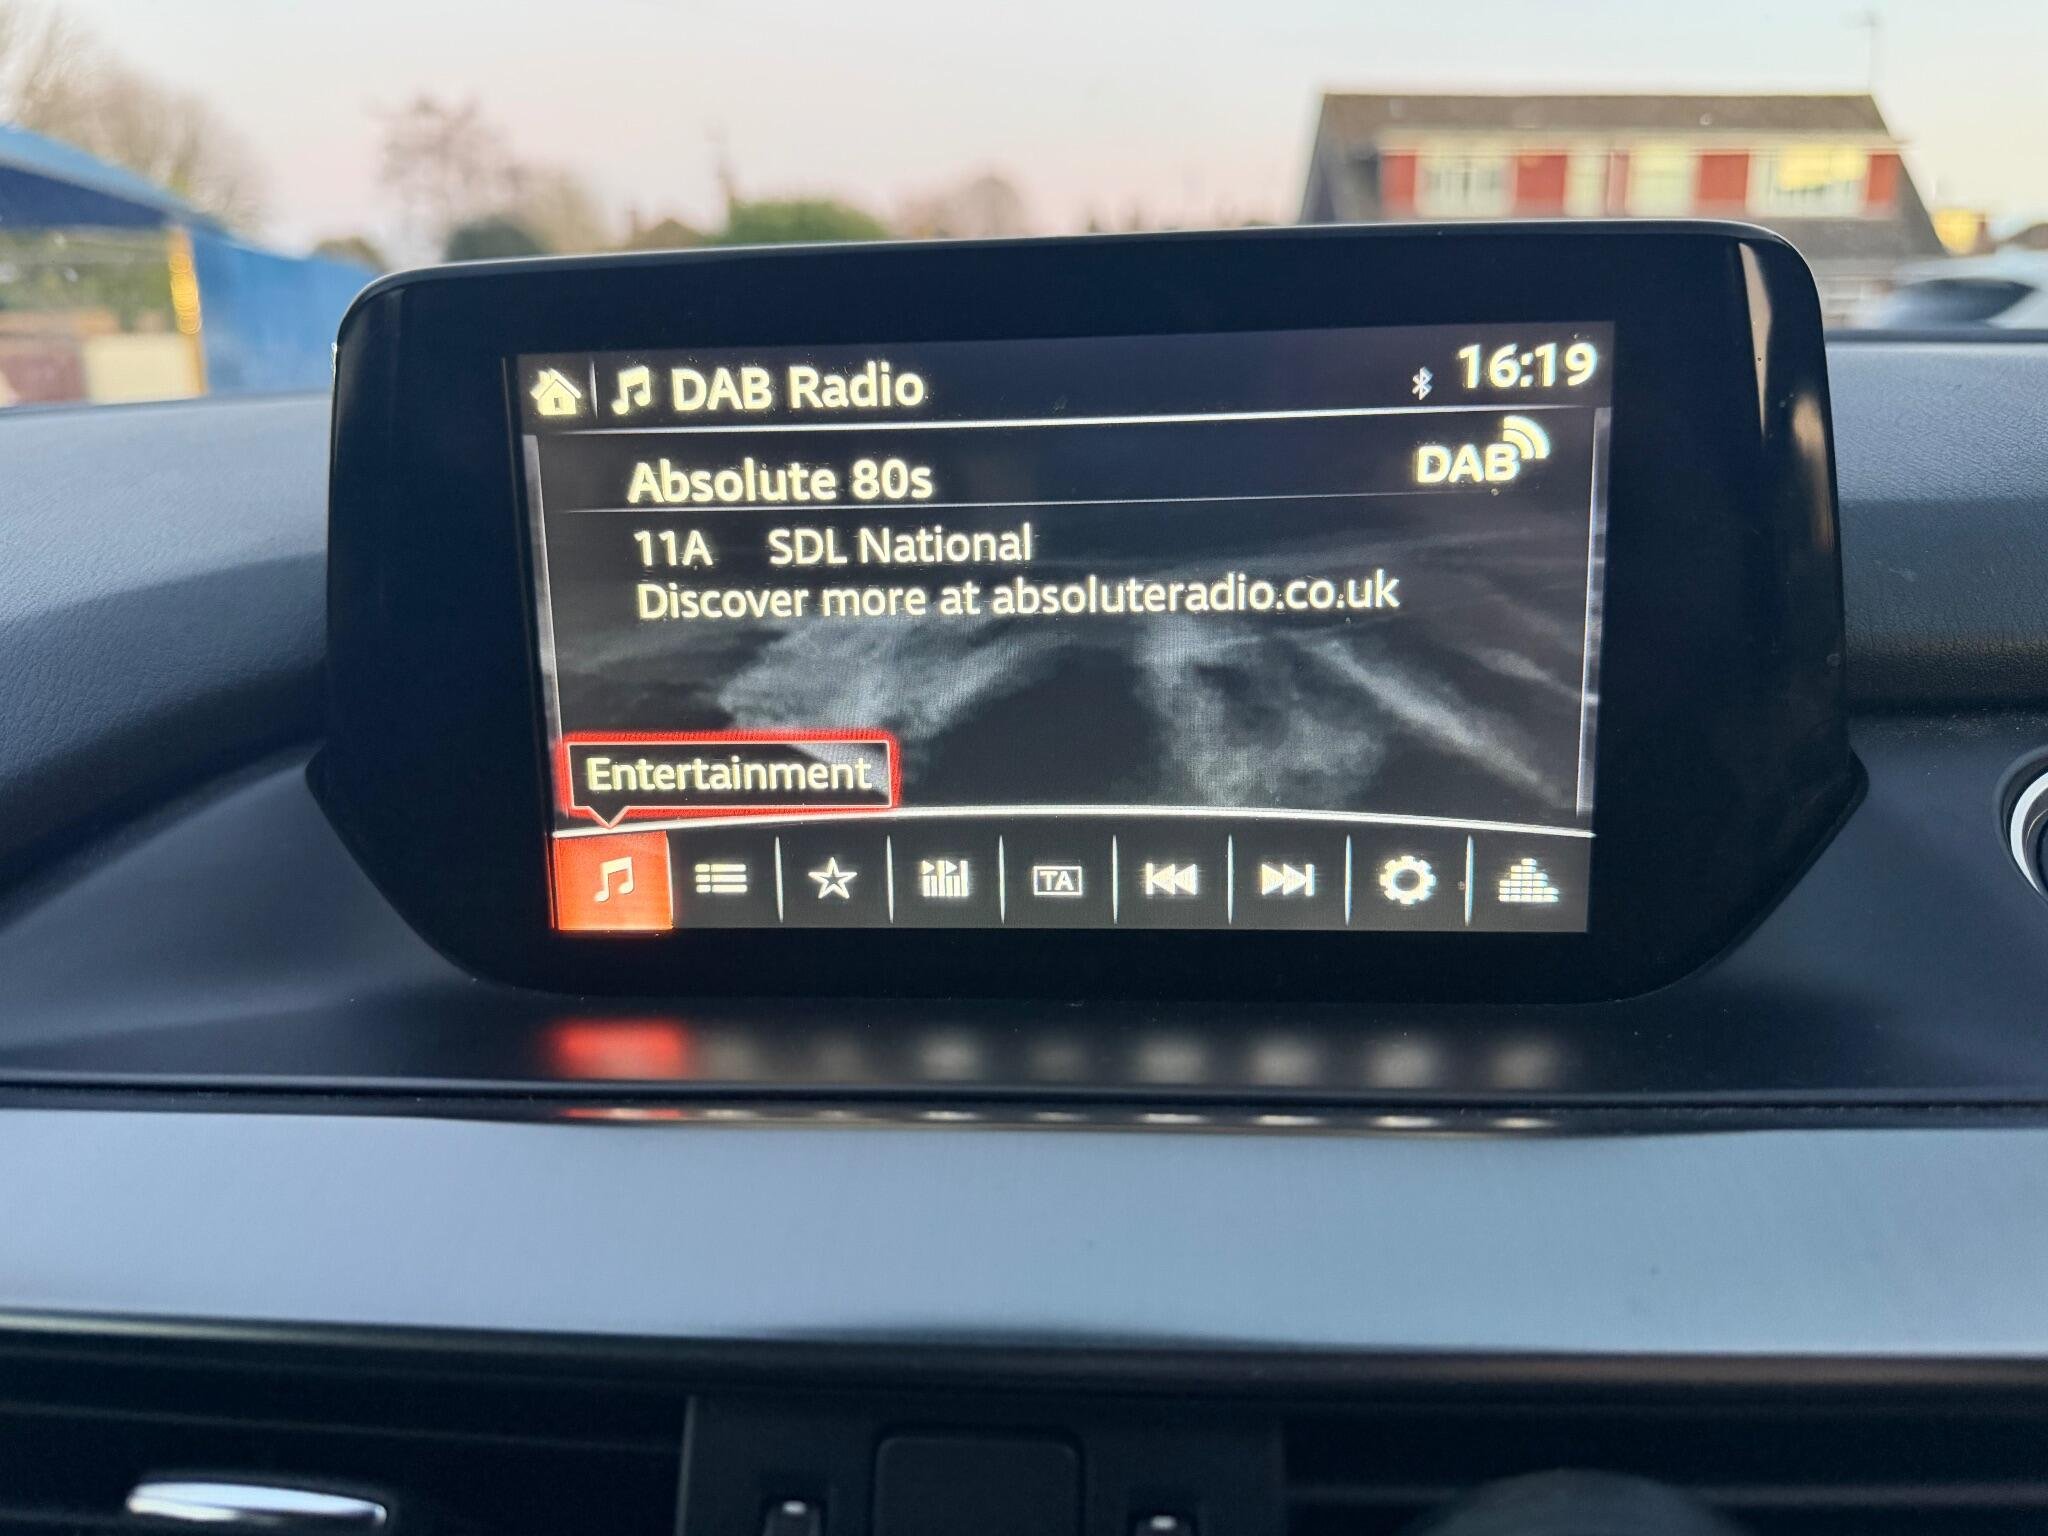 DAB Radio 16:19
Absolute 80s DAB
11A SDL National
Discover more at absoluteradio.co.uk
Entertainment
TA